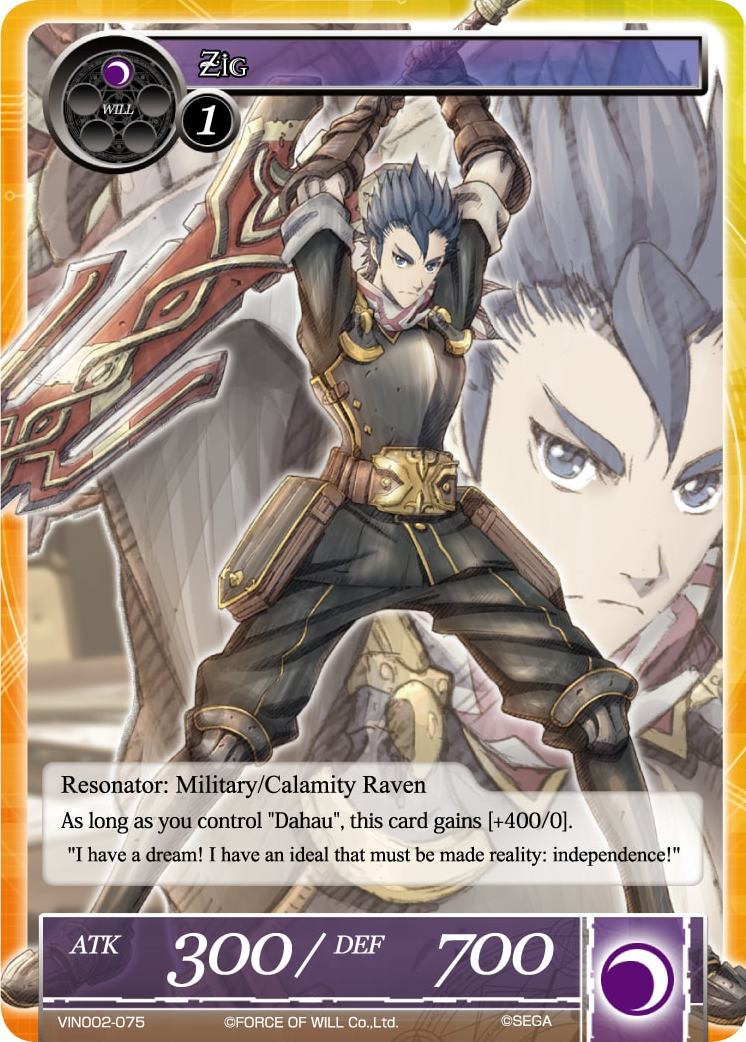 Zig
WILL
1
Resonator: Military/Calamity Raven
As long as you control "Dahau", this card gains [+400/0].
"I have a dream! I have an ideal that must be made reality: independence!"
ATK 300/ DEF 700
VIN002-075 ©FORCE OF WILL Co.,Ltd. ©SEGA